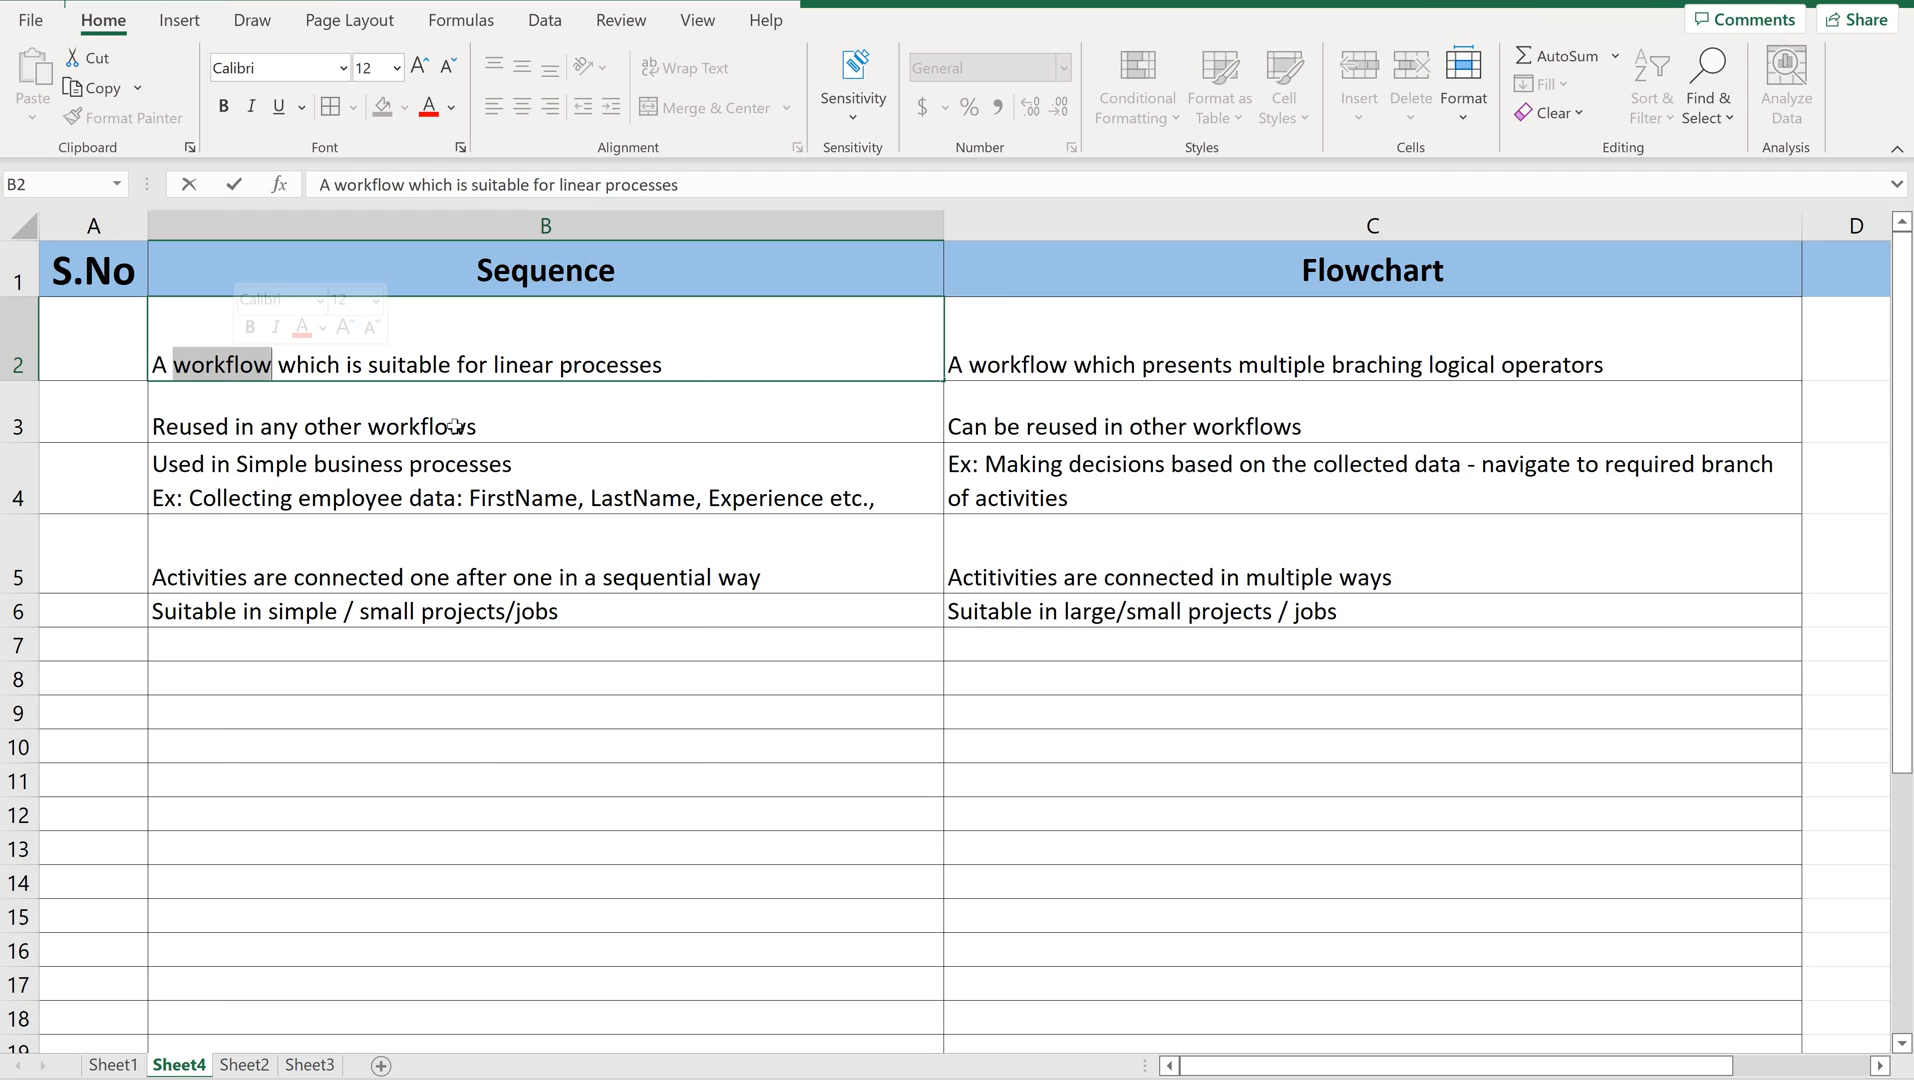 File Home Insert Draw Page Layout Formulas Data Review View Help Comments Share
Paste
Cut
Copy
Format Painter
Clipboard
Calibri 12
B I U
Font
Wrap Text
Merge & Center
Alignment
Sensitivity
Sensitivity
General
$ % 9
Number
Conditional Formatting
Format as Table
Cell Styles
Styles
Insert Delete Format
Cells
AutoSum
Fill
Clear
Sort & Filter
Find & Select
Editing
Analyze Data
Analysis
B2 fx A workflow which is suitable for linear processes
A B C D
1 S.No Sequence Flowchart
Calibri 12
B I A A A
2 A workflow which is suitable for linear processes A workflow which presents multiple braching logical operators
3 Reused in any other workflows Can be reused in other workflows
Used in Simple business processes Ex: Making decisions based on the collected data - navigate to required branch
4 Ex: Collecting employee data: FirstName, LastName, Experience etc., of activities
5 Activities are connected one after one in a sequential way Actitivities are connected in multiple ways
6 Suitable in simple / small projects/jobs Suitable in large/small projects / jobs
7
8
9
10
11
12
13
14
15
16
17
18
19
Sheet1 Sheet4 Sheet2 Sheet3